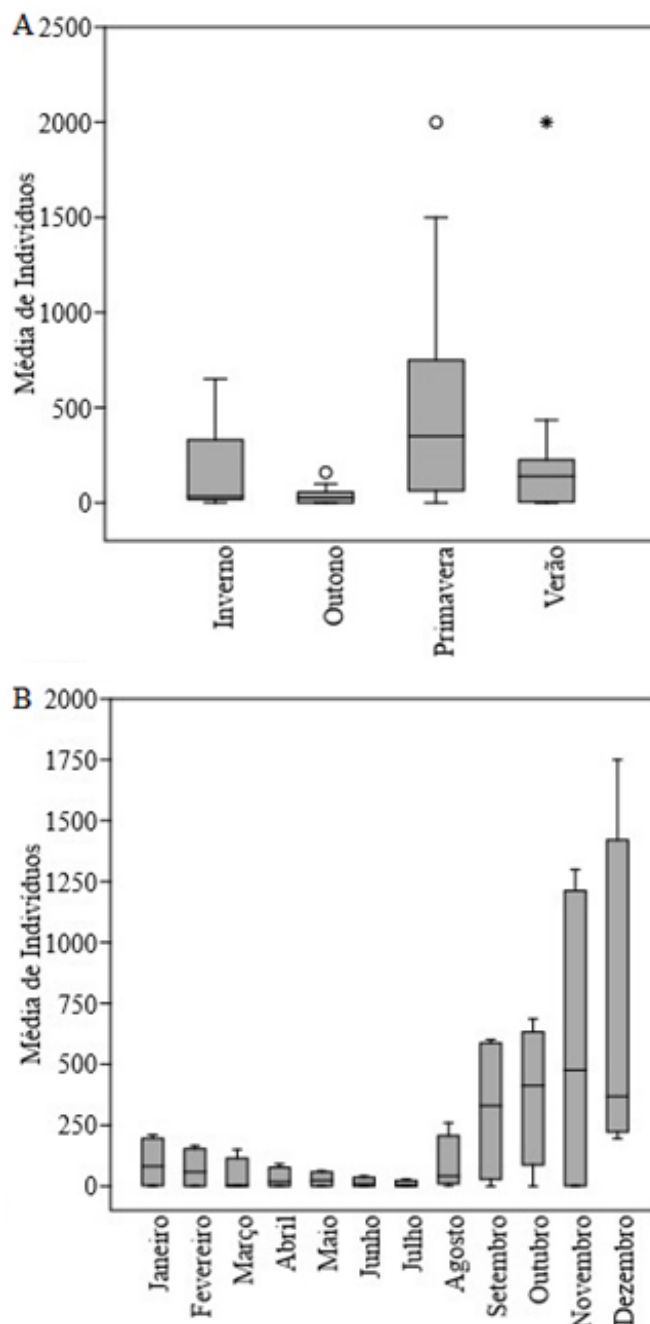 A
2500
2000
1500
1000
500
0
Média de Indivíduos
Inverno
Outono
Primavera
Verão
B
2000
1750
1500
1250
1000
750
500
250
0
Média de Indivíduos
Janeiro
Fevereiro
Março
Abril
Maio
Junho
Julho
Agosto
Setembro
Outubro
Novembro
Dezembro